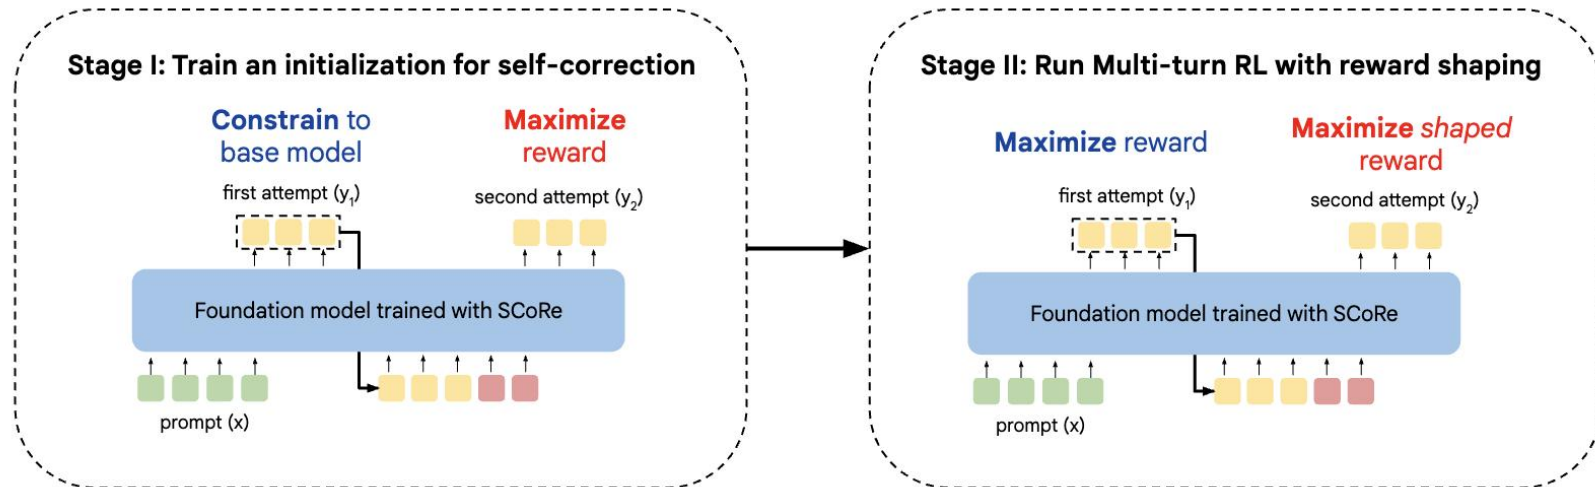 Stage I: Train an initialization for self-correction
Constrain to
base model
Maximize
reward
first attempt (y₁)
second attempt (y₂)
Foundation model trained with SCoRe
prompt (x)
Stage II: Run Multi-turn RL with reward shaping
Maximize reward
Maximize shaped
reward
first attempt (y₁)
second attempt (y₂)
Foundation model trained with SCoRe
prompt (x)